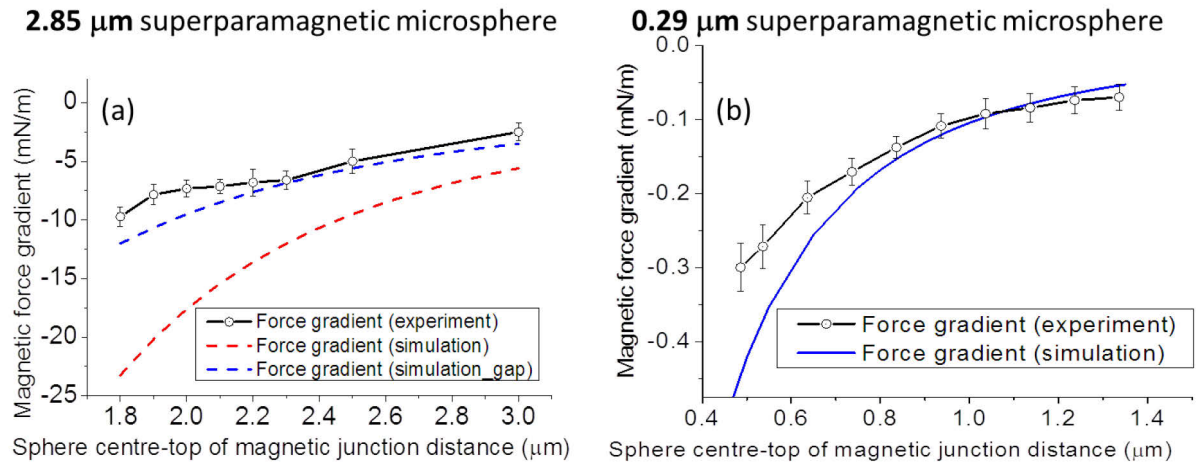 2.85 μm superparamagnetic microsphere
(a)
Magnetic force gradient (mN/m)
0
-5
-10
-15
-20
-25
Force gradient (experiment)
Force gradient (simulation)
Force gradient (simulation_gap)
1.8 2.0 2.2 2.4 2.6 2.8 3.0
Sphere centre-top of magnetic junction distance (μm)
0.29 μm superparamagnetic microsphere
(b)
Magnetic force gradient (mN/m)
0.0
-0.1
-0.2
-0.3
-0.4
Force gradient (experiment)
Force gradient (simulation)
0.4 0.6 0.8 1.0 1.2 1.4
Sphere centre-top of magnetic junction distance (μm)